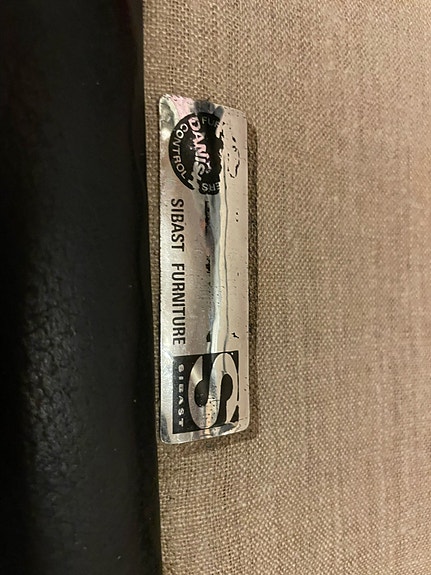 DANISH
CONTROL
SIBAST FURNITURE
S
SIBAST